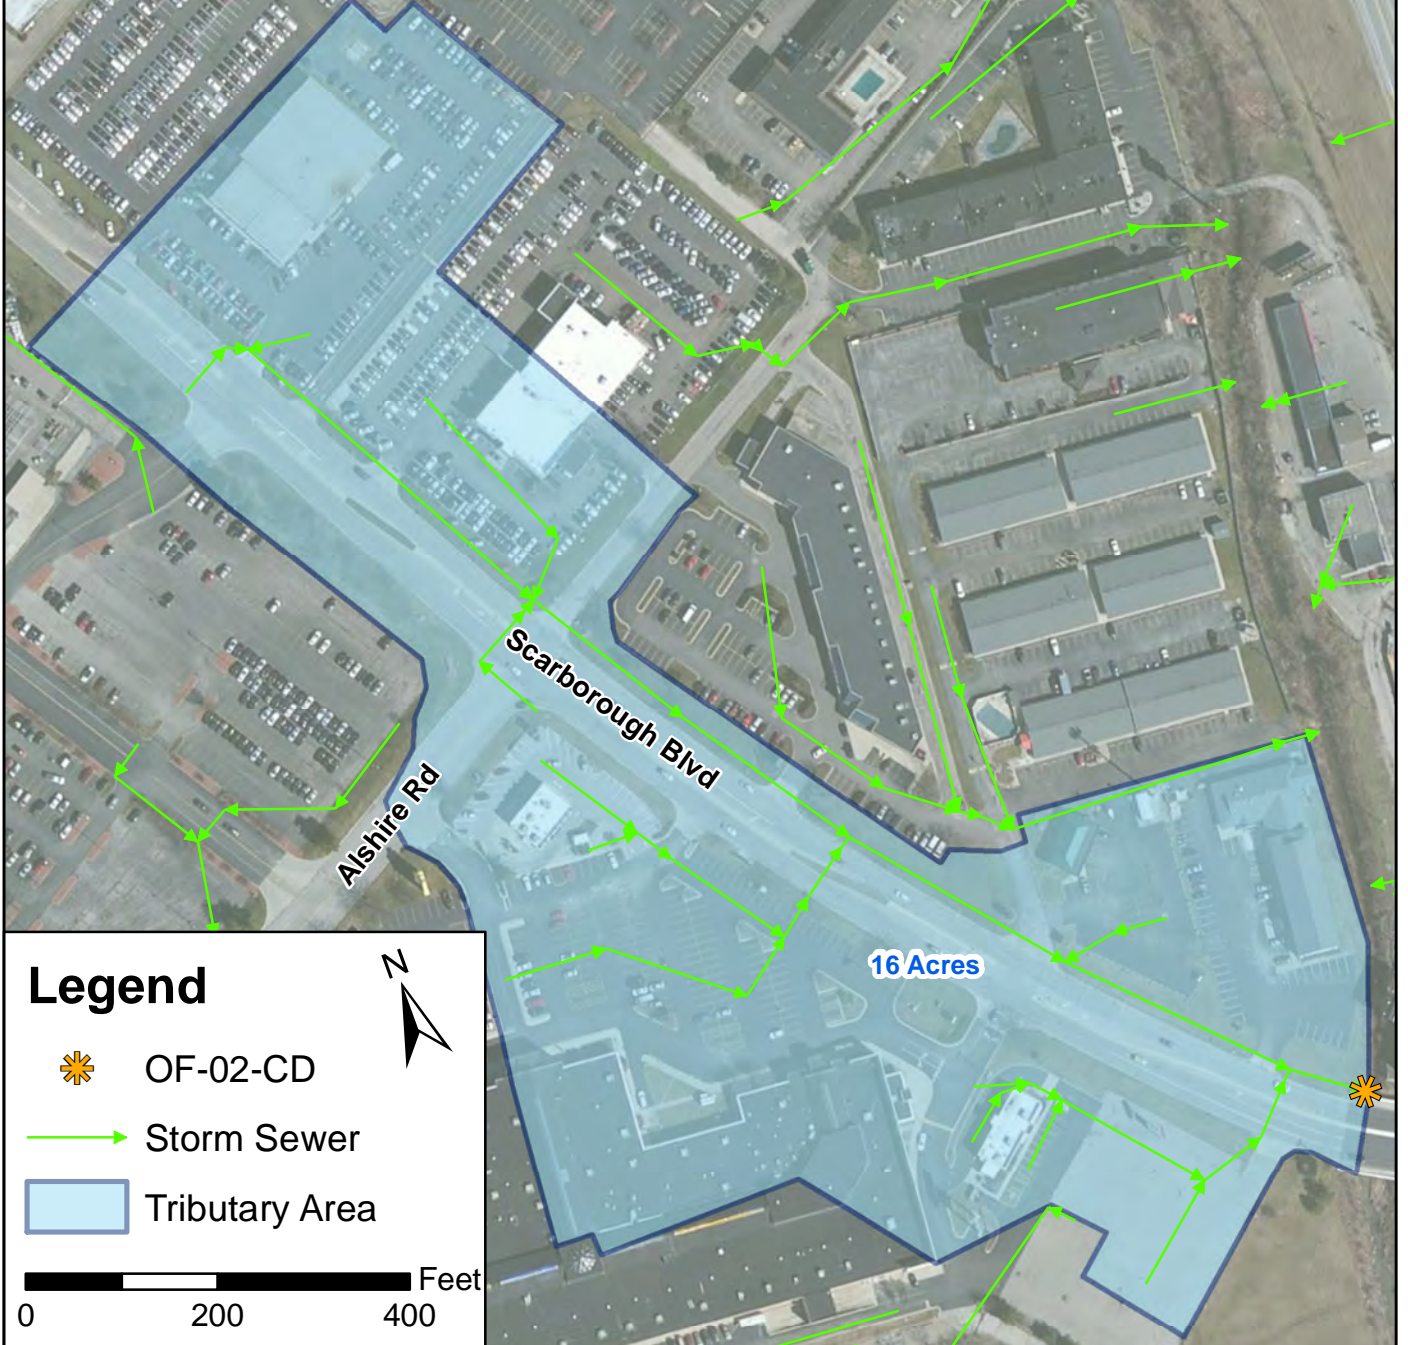 Scarborough Blvd
Alshire Rd
16 Acres
Legend
N
OF-02-CD
Storm Sewer
Tributary Area
Feet
0 200 400